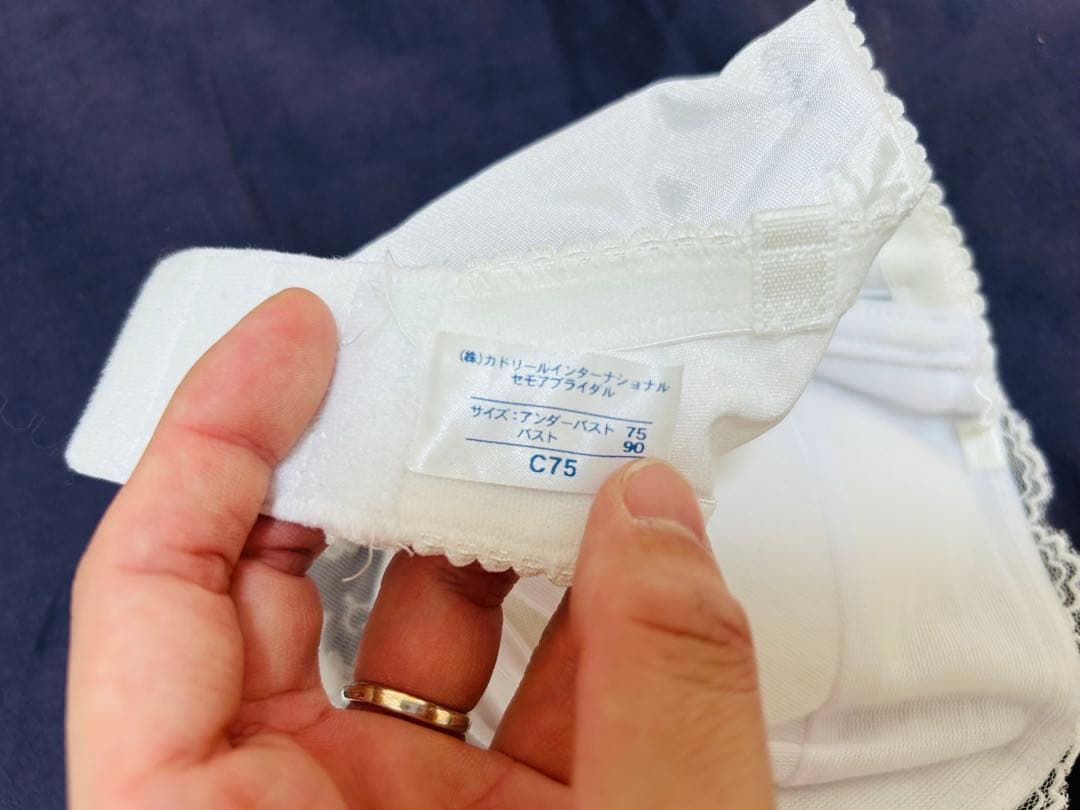 (株)カドリールインターナショナル
セモアブライダル
サイズ:アンダーバスト 75
バスト 90
C75